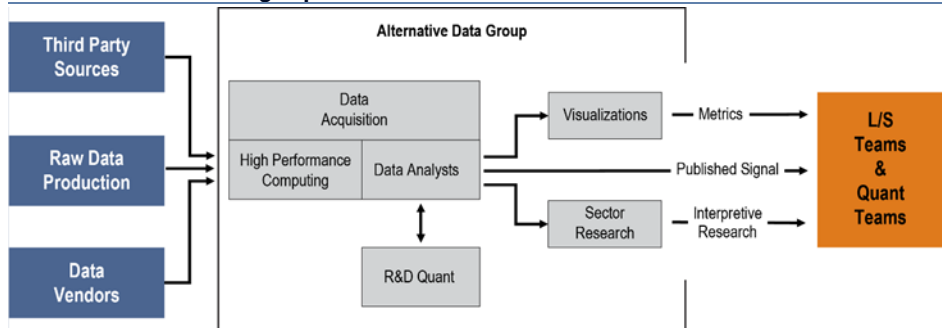 Third Party
Sources
Raw Data
Production
Data
Vendors
Alternative Data Group
Data
Acquisition
High Performance
Computing
Data Analysts
R&D Quant
Visualizations
Sector
Research
Metrics
Published Signal
Interpretive
Research
L/S
Teams
&
Quant
Teams